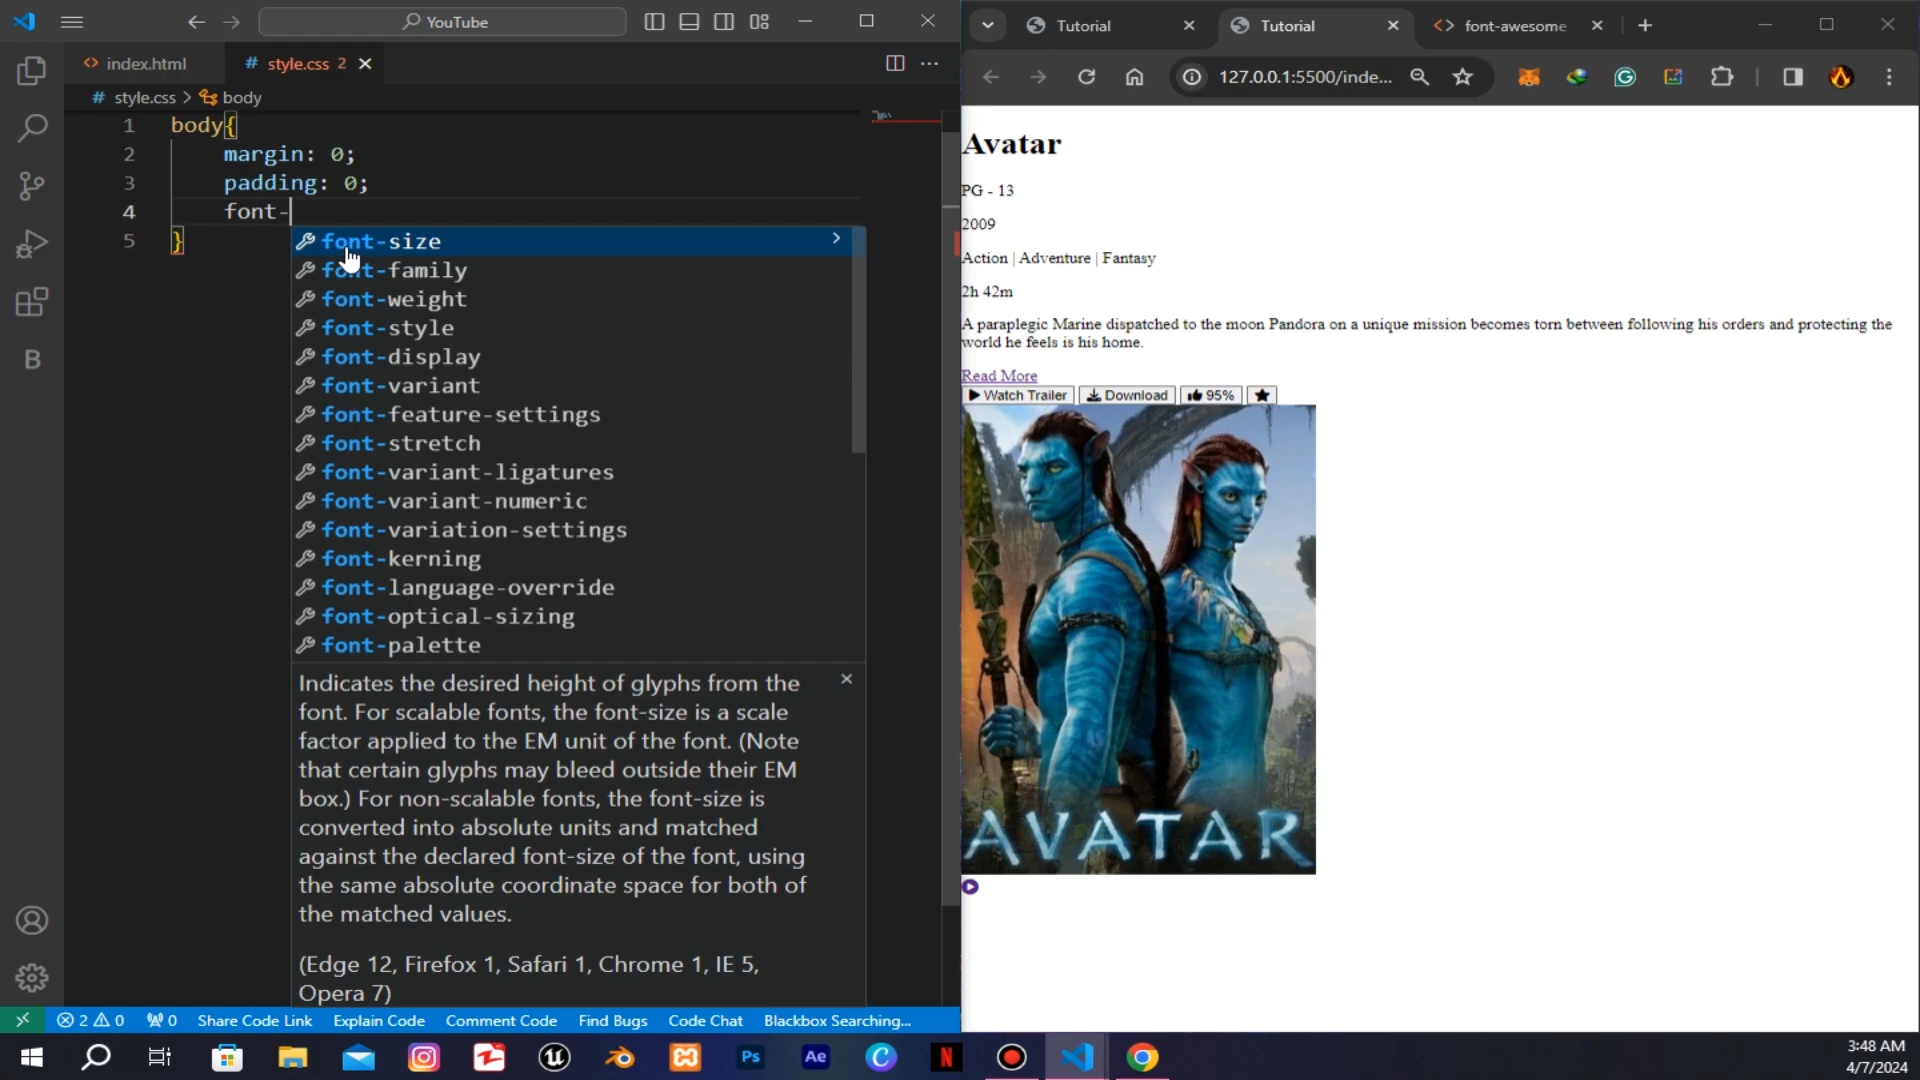 YouTube
index.html
# style.css 2
# style.css > body
1 body{
2 margin: 0;
3 padding: 0;
4 font-
5 }
font-size
font-family
font-weight
font-style
font-display
font-variant
font-feature-settings
font-stretch
font-variant-ligatures
font-variant-numeric
font-variation-settings
font-kerning
font-language-override
font-optical-sizing
font-palette
Indicates the desired height of glyphs from the
font. For scalable fonts, the font-size is a scale
factor applied to the EM unit of the font. (Note
that certain glyphs may bleed outside their EM
box.) For non-scalable fonts, the font-size is
converted into absolute units and matched
against the declared font-size of the font, using
the same absolute coordinate space for both of
the matched values.
(Edge 12, Firefox 1, Safari 1, Chrome 1, IE 5,
Opera 7)
B
2 0 0 Share Code Link Explain Code Comment Code Find Bugs Code Chat Blackbox Searching...
Tutorial
Tutorial
font-awesome
127.0.0.1:5500/inde...
Avatar
PG - 13
2009
Action | Adventure | Fantasy
2h 42m
A paraplegic Marine dispatched to the moon Pandora on a unique mission becomes torn between following his orders and protecting the
world he feels is his home.
Read More
Watch Trailer Download 95%
AVATAR
Ps Ae C N
3:48 AM
4/7/2024